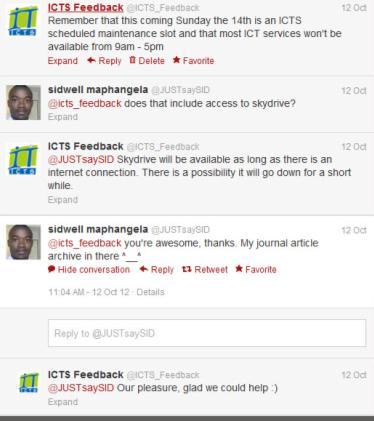 ICTS Feedback @ICTS_Feedback 12 Oct
Remember that this coming Sunday the 14th is an ICTS
scheduled maintenance slot and that most ICT services won't be
available from 9am - 5pm
Expand Reply Delete Favorite
sidwell maphangela @JUSTsaySID 12 Oct
@icts_feedback does that include access to skydrive?
Expand
ICTS Feedback @ICTS_Feedback 12 Oct
@JUSTsaySID Skydrive will be available as long as there is an
internet connection. There is a possibility it will go down for a short
while.
Expand
sidwell maphangela @JUSTsaySID 12 Oct
@icts_feedback you're awesome, thanks. My journal article
archive in there ^__^
Hide conversation Reply Retweet Favorite
11:04 AM - 12 Oct 12 · Details
Reply to @JUSTsaySID
ICTS Feedback @ICTS_Feedback 12 Oct
@JUSTsaySID Our pleasure, glad we could help :)
Expand